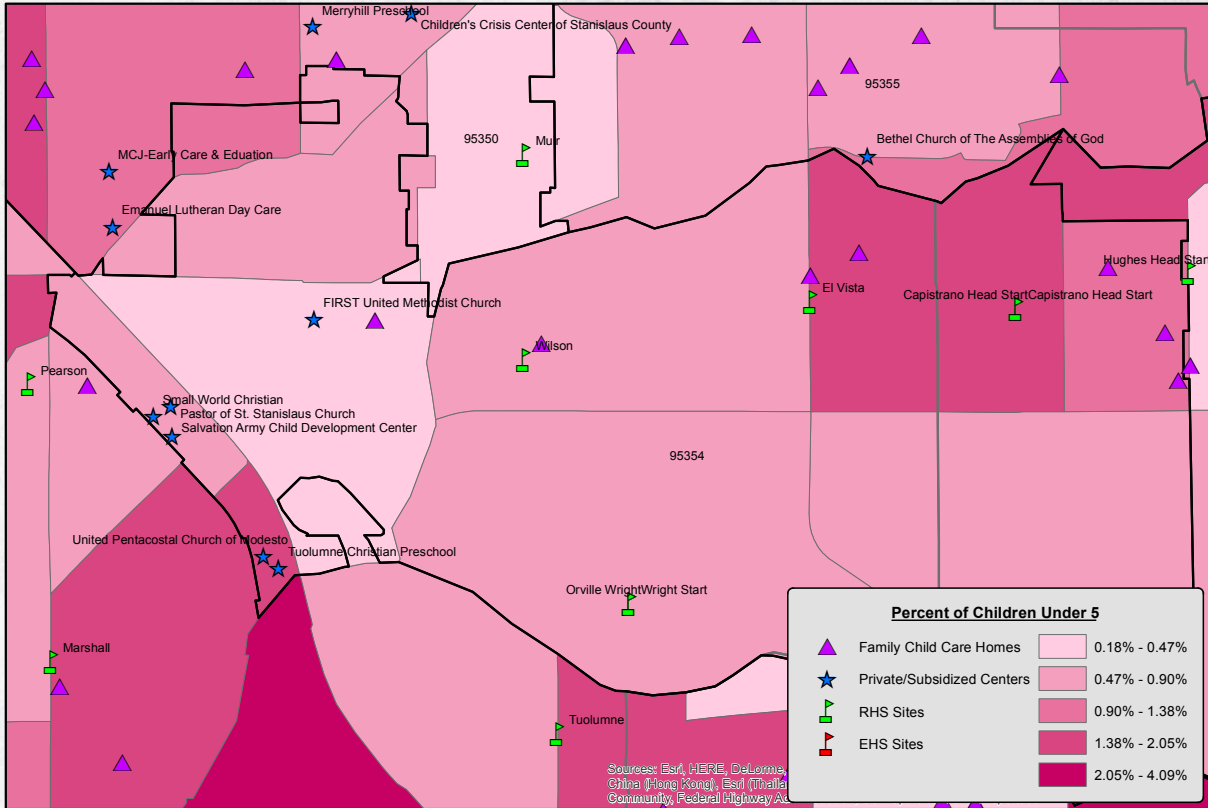 Merryhill Preschool
Children's Crisis Center of Stanislaus County
95355
95350
Muir
Bethel Church of The Assemblies of God
MCJ-Early Care & Eduation
Emanuel Lutheran Day Care
Hughes Head Start
El Vista
Capistrano Head StartCapistrano Head Start
FIRST United Methodist Church
Wilson
Pearson
Small World Christian
Pastor of St. Stanislaus Church
Salvation Army Child Development Center
95354
United Pentacostal Church of Modesto
Tuolumne Christian Preschool
Orville WrightWright Start
Marshall
Tuolumne
Percent of Children Under 5
Family Child Care Homes
0.18% - 0.47%
Private/Subsidized Centers
0.47% - 0.90%
RHS Sites
0.90% - 1.38%
EHS Sites
1.38% - 2.05%
2.05% - 4.09%
Sources: Esri, HERE, DeLorme,
China (Hong Kong), Esri
Community, Federal Highway